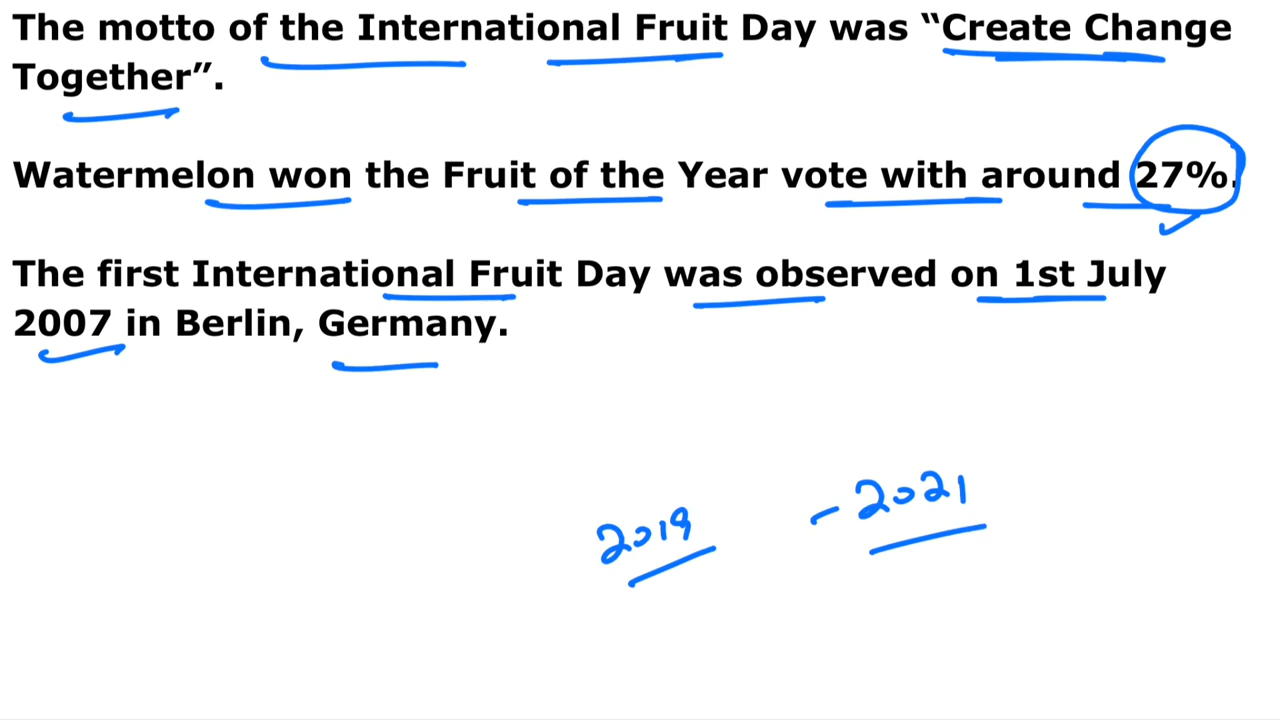 The motto of the International Fruit Day was “Create Change
Together”.
Watermelon won the Fruit of the Year vote with around 27%.
The first International Fruit Day was observed on 1st July
2007 in Berlin, Germany.
2019 - 2021